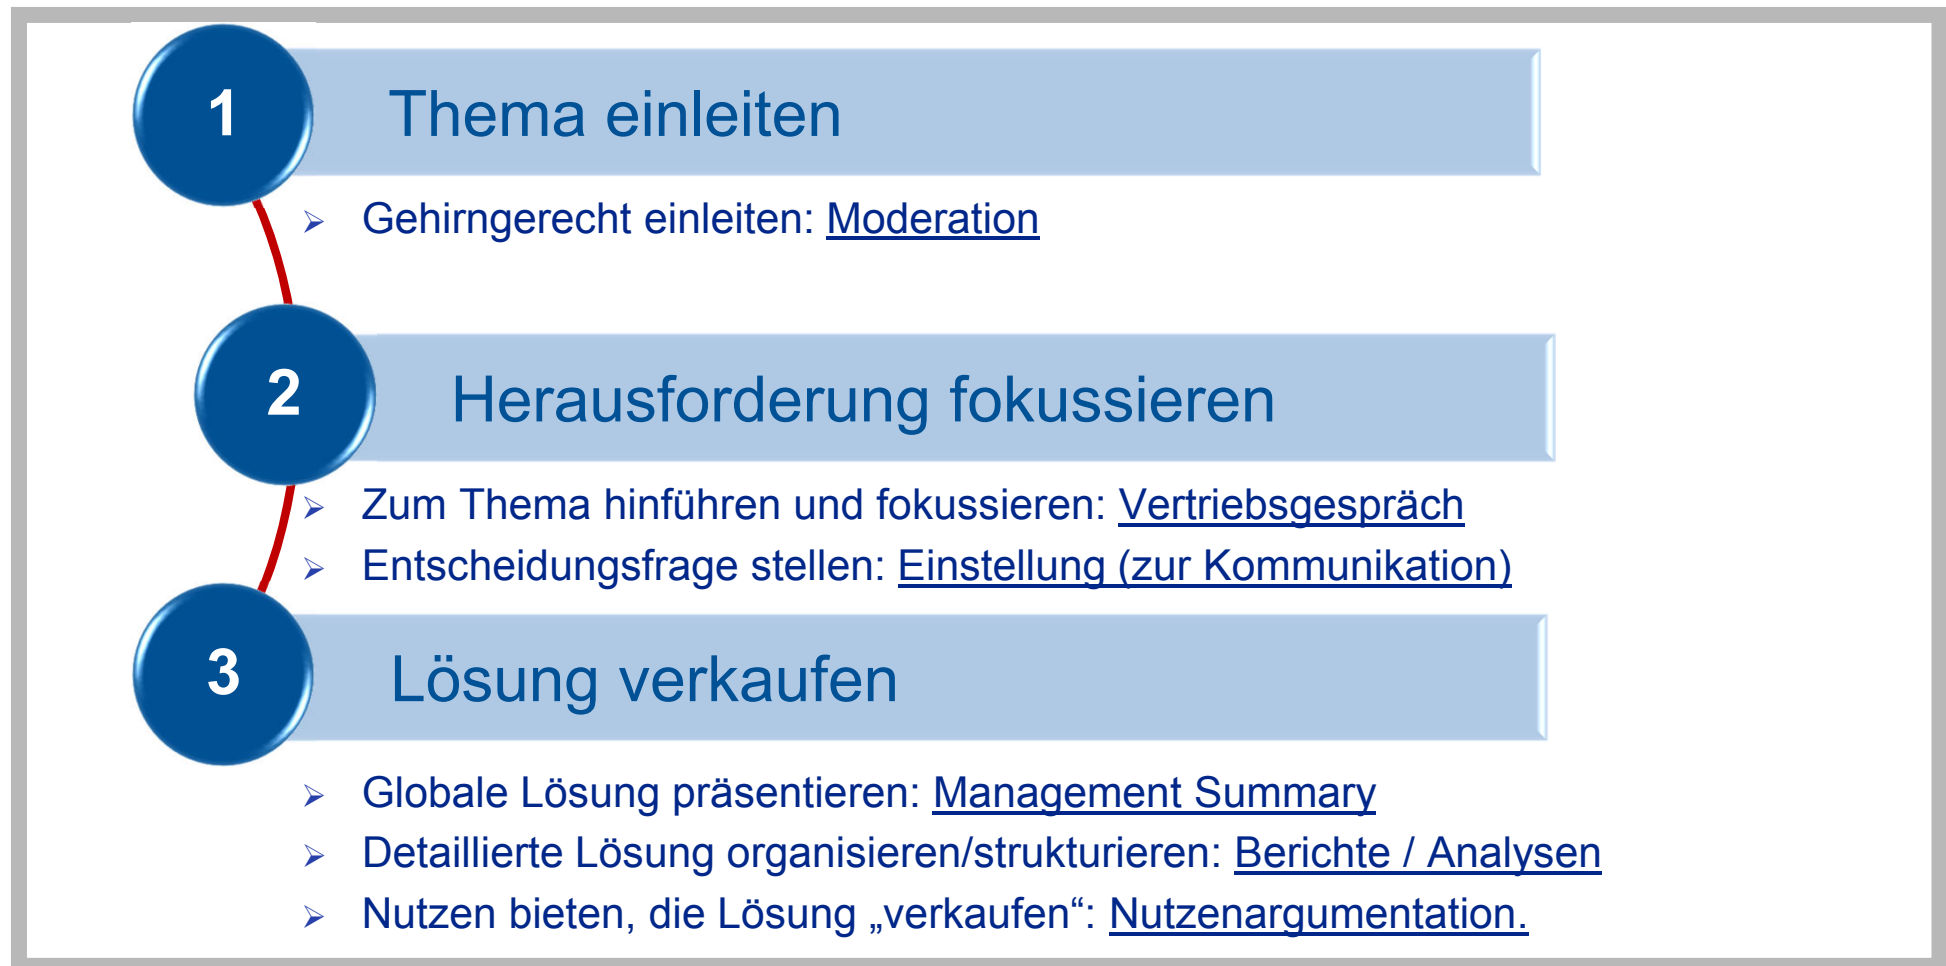 1
Thema einleiten
➢ Gehirngerecht einleiten: Moderation
2
Herausforderung fokussieren
➢ Zum Thema hinführen und fokussieren: Vertriebsgespräch
➢ Entscheidungsfrage stellen: Einstellung (zur Kommunikation)
3
Lösung verkaufen
➢ Globale Lösung präsentieren: Management Summary
➢ Detaillierte Lösung organisieren/strukturieren: Berichte / Analysen
➢ Nutzen bieten, die Lösung „verkaufen“: Nutzenargumentation.